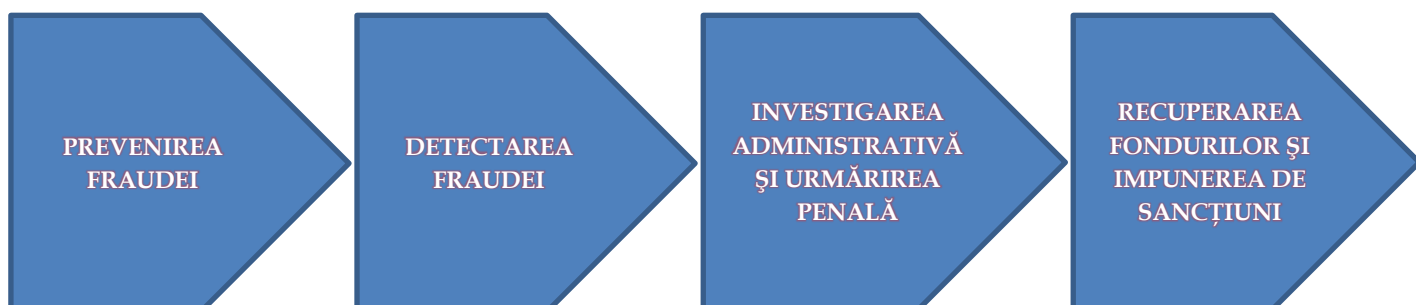 PREVENIREA
FRAUDEI
DETECTAREA
FRAUDEI
INVESTIGAREA
ADMINISTRATIVĂ
ŞI URMĂRIREA
PENALĂ
RECUPERAREA
FONDURILOR ŞI
IMPUNEREA DE
SANCȚIUNI